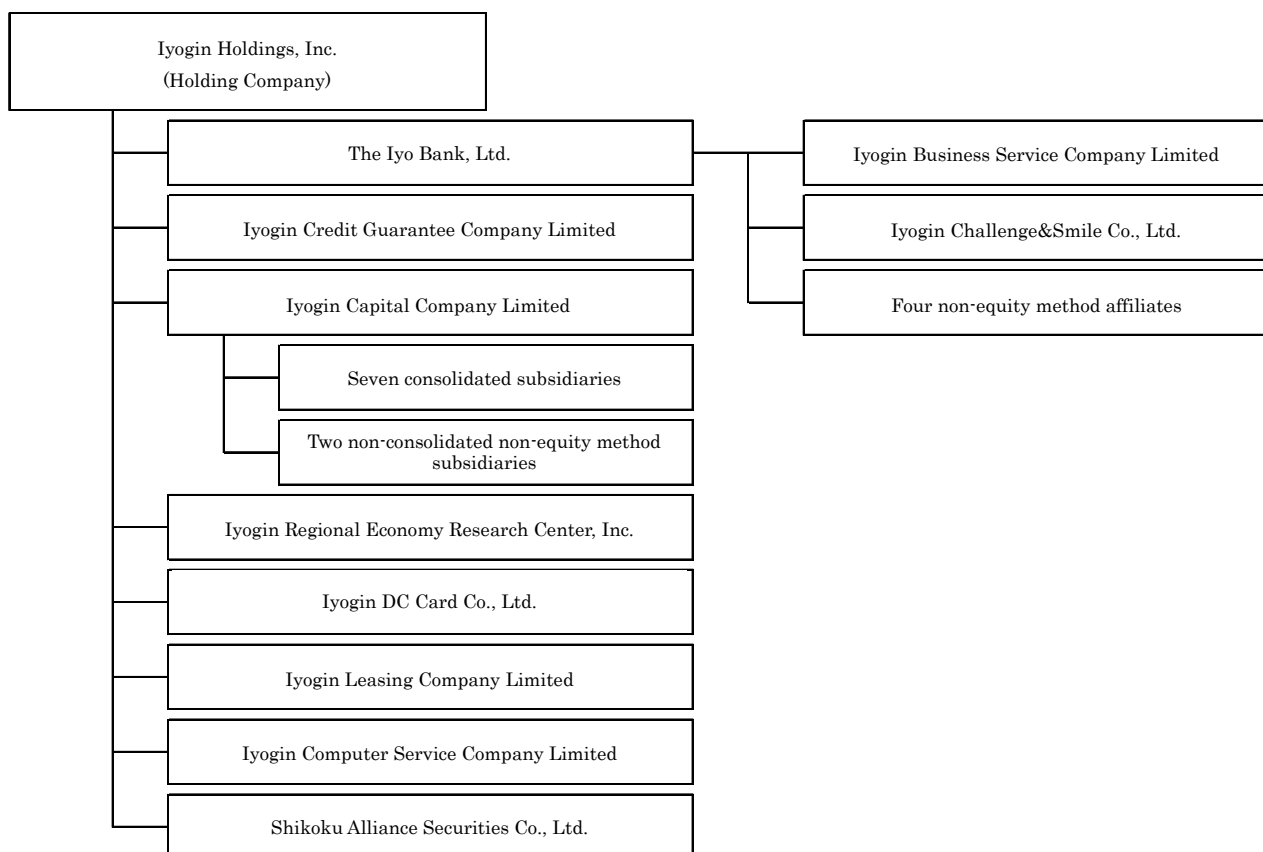 Iyogin Holdings, Inc.
(Holding Company)
The Iyo Bank, Ltd.
Iyogin Business Service Company Limited
Iyogin Credit Guarantee Company Limited
Iyogin Challenge&Smile Co., Ltd.
Iyogin Capital Company Limited
Four non-equity method affiliates
Seven consolidated subsidiaries
Two non-consolidated non-equity method
subsidiaries
Iyogin Regional Economy Research Center, Inc.
Iyogin DC Card Co., Ltd.
Iyogin Leasing Company Limited
Iyogin Computer Service Company Limited
Shikoku Alliance Securities Co., Ltd.